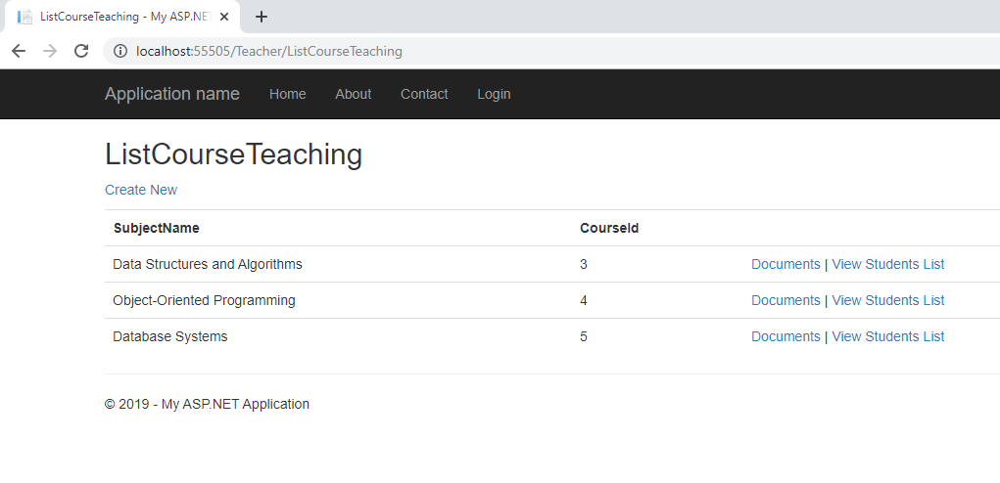 ListCourseTeaching - My ASP.NET
localhost:55505/Teacher/ListCourseTeaching
Application name Home About Contact Login
ListCourseTeaching
Create New
SubjectName CourseId
Data Structures and Algorithms 3 Documents | View Students List
Object-Oriented Programming 4 Documents | View Students List
Database Systems 5 Documents | View Students List
© 2019 - My ASP.NET Application